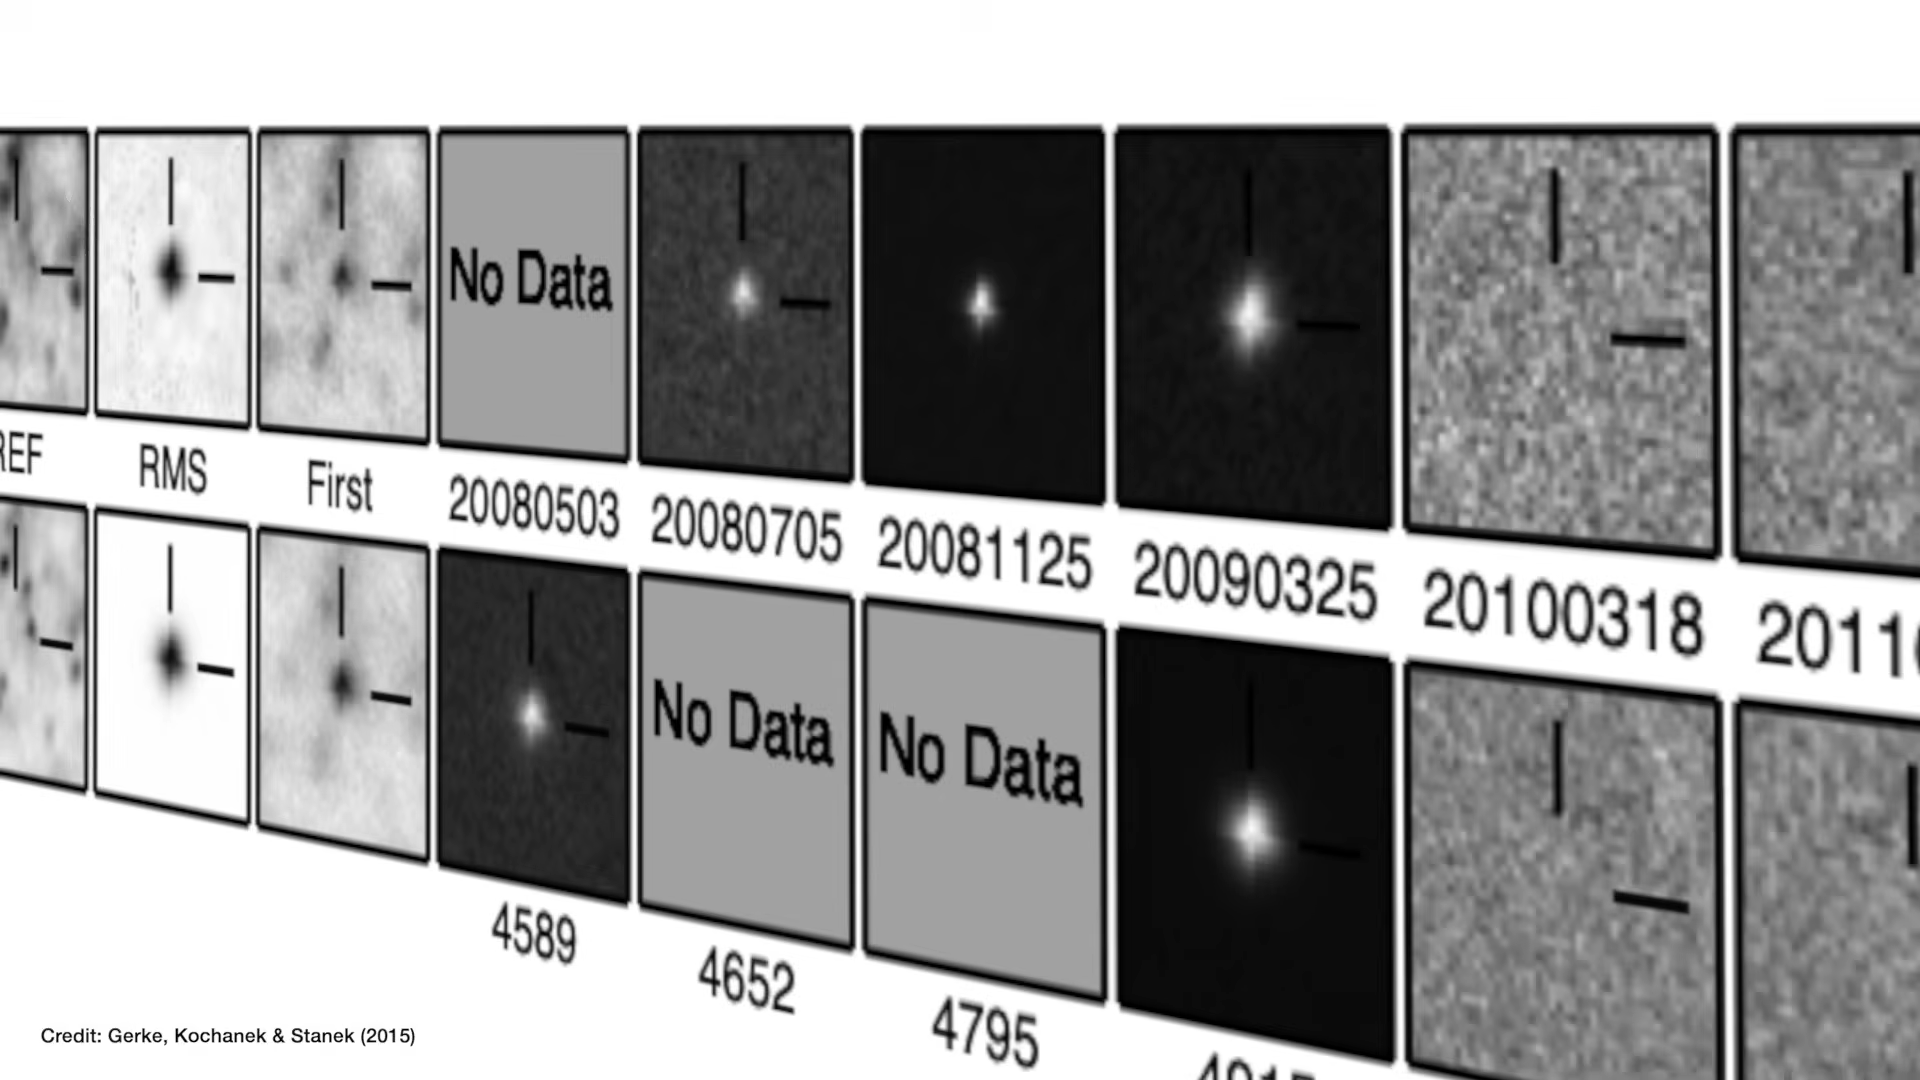 No Data
REF RMS First 20080503 20080705 20081125 20090325 20100318
No Data No Data
4589 4652 4795
Credit: Gerke, Kochanek & Stanek (2015)